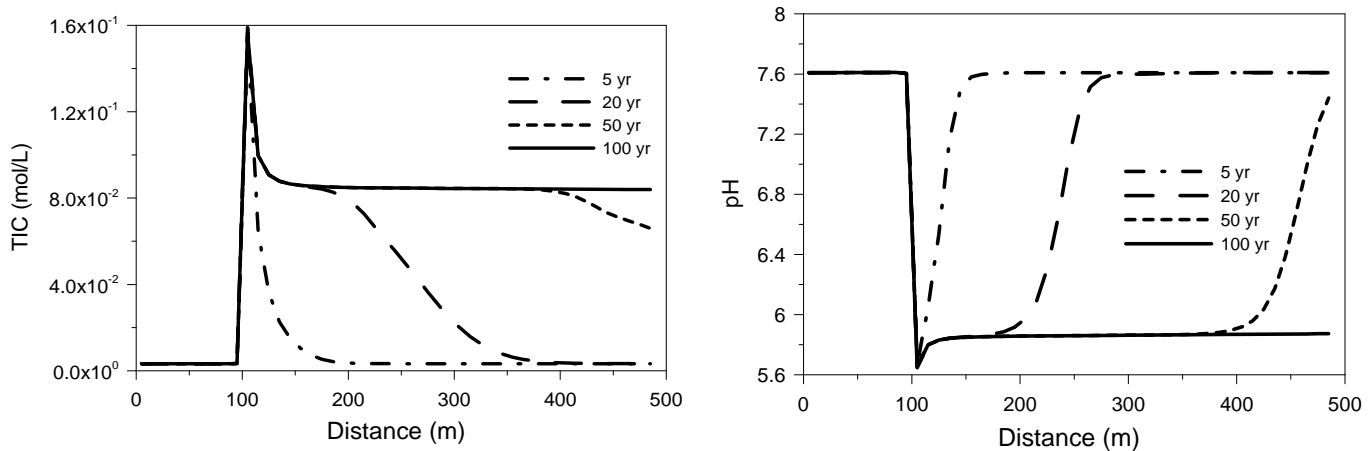 1.6x10⁻¹
1.2x10⁻¹
8.0x10⁻²
4.0x10⁻²
0.0x10⁰
TIC (mol/L)
5 yr
20 yr
50 yr
100 yr
0 100 200 300 400 500
Distance (m)
8
7.6
7.2
6.8
6.4
6
5.6
pH
5 yr
20 yr
50 yr
100 yr
0 100 200 300 400 500
Distance (m)